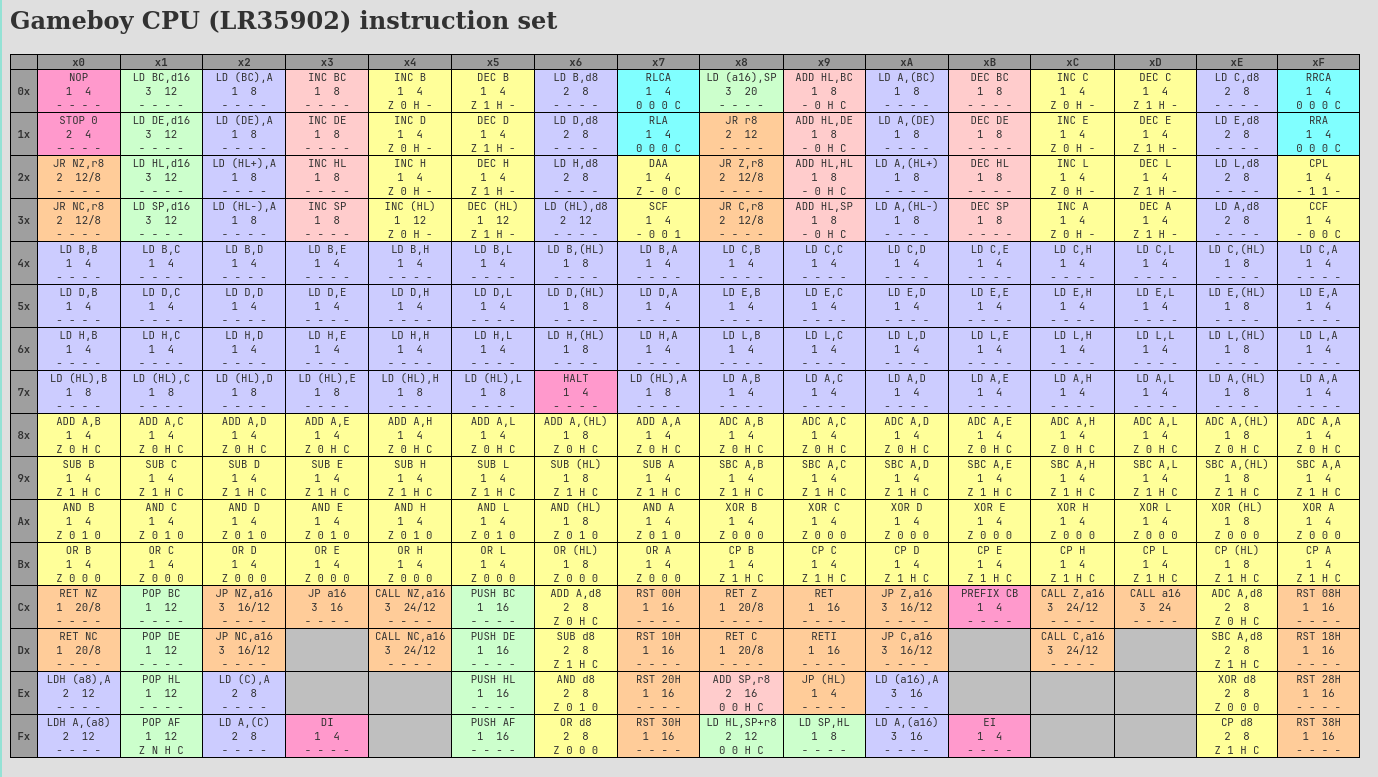 Gameboy CPU (LR35902) instruction set
x0 x1 x2 x3 x4 x5 x6 x7 x8 x9 xA xB xC xD xE xF
NOP LD BC,d16 LD (BC),A INC BC INC B DEC B LD B,d8 RLCA LD (a16),SP ADD HL,BC LD A,(BC) DEC BC INC C DEC C LD C,d8 RRCA
0x 1 4 3 12 1 8 1 8 1 4 1 4 2 8 1 4 3 20 1 8 1 8 1 8 1 4 1 4 2 8 1 4
- - - - - - - - - - - - - - - - Z 0 H - Z 1 H - - - - - 0 0 0 C - - - - - 0 H C - - - - - - - - Z 0 H - Z 1 H - - - - - 0 0 0 C
STOP 0 LD DE,d16 LD (DE),A INC DE INC D DEC D LD D,d8 RLA JR r8 ADD HL,DE LD A,(DE) DEC DE INC E DEC E LD E,d8 RRA
1x 2 4 3 12 1 8 1 8 1 4 1 4 2 8 1 4 2 12 1 8 1 8 1 8 1 4 1 4 2 8 1 4
- - - - - - - - - - - - - - - - Z 0 H - Z 1 H - - - - - 0 0 0 C - - - - - 0 H C - - - - - - - - Z 0 H - Z 1 H - - - - - 0 0 0 C
JR NZ,r8 LD HL,d16 LD (HL+),A INC HL INC H DEC H LD H,d8 DAA JR Z,r8 ADD HL,HL LD A,(HL+) DEC HL INC L DEC L LD L,d8 CPL
2x 2 12/8 3 12 1 8 1 8 1 4 1 4 2 8 1 4 2 12/8 1 8 1 8 1 8 1 4 1 4 2 8 1 4
- - - - - - - - - - - - - - - - Z 0 H - Z 1 H - - - - - Z - 0 C - - - - - 0 H C - - - - - - - - Z 0 H - Z 1 H - - - - - - 1 1 -
JR NC,r8 LD SP,d16 LD (HL-),A INC SP INC (HL) DEC (HL) LD (HL),d8 SCF JR C,r8 ADD HL,SP LD A,(HL-) DEC SP INC A DEC A LD A,d8 CCF
3x 2 12/8 3 12 1 8 1 8 1 12 1 12 2 12 1 4 2 12/8 1 8 1 8 1 8 1 4 1 4 2 8 1 4
- - - - - - - - - - - - - - - - Z 0 H - Z 1 H - - - - - - 0 0 1 - - - - - 0 H C - - - - - - - - Z 0 H - Z 1 H - - - - - - 0 0 C
LD B,B LD B,C LD B,D LD B,E LD B,H LD B,L LD B,(HL) LD B,A LD C,B LD C,C LD C,D LD C,E LD C,H LD C,L LD C,(HL) LD C,A
4x 1 4 1 4 1 4 1 4 1 4 1 4 1 8 1 4 1 4 1 4 1 4 1 4 1 4 1 4 1 8 1 4
- - - - - - - - - - - - - - - - - - - - - - - - - - - - - - - - - - - - - - - - - - - - - - - - - - - - - - - - - - - - - - - -
LD D,B LD D,C LD D,D LD D,E LD D,H LD D,L LD D,(HL) LD D,A LD E,B LD E,C LD E,D LD E,E LD E,H LD E,L LD E,(HL) LD E,A
5x 1 4 1 4 1 4 1 4 1 4 1 4 1 8 1 4 1 4 1 4 1 4 1 4 1 4 1 4 1 8 1 4
- - - - - - - - - - - - - - - - - - - - - - - - - - - - - - - - - - - - - - - - - - - - - - - - - - - - - - - - - - - - - - - -
LD H,B LD H,C LD H,D LD H,E LD H,H LD H,L LD H,(HL) LD H,A LD L,B LD L,C LD L,D LD L,E LD L,H LD L,L LD L,(HL) LD L,A
6x 1 4 1 4 1 4 1 4 1 4 1 4 1 8 1 4 1 4 1 4 1 4 1 4 1 4 1 4 1 8 1 4
- - - - - - - - - - - - - - - - - - - - - - - - - - - - - - - - - - - - - - - - - - - - - - - - - - - - - - - - - - - - - - - -
LD (HL),B LD (HL),C LD (HL),D LD (HL),E LD (HL),H LD (HL),L HALT LD (HL),A LD A,B LD A,C LD A,D LD A,E LD A,H LD A,L LD A,(HL) LD A,A
7x 1 8 1 8 1 8 1 8 1 8 1 8 1 4 1 8 1 4 1 4 1 4 1 4 1 4 1 4 1 8 1 4
- - - - - - - - - - - - - - - - - - - - - - - - - - - - - - - - - - - - - - - - - - - - - - - - - - - - - - - - - - - - - - - -
ADD A,B ADD A,C ADD A,D ADD A,E ADD A,H ADD A,L ADD A,(HL) ADD A,A ADC A,B ADC A,C ADC A,D ADC A,E ADC A,H ADC A,L ADC A,(HL) ADC A,A
8x 1 4 1 4 1 4 1 4 1 4 1 4 1 8 1 4 1 4 1 4 1 4 1 4 1 4 1 4 1 8 1 4
Z 0 H C Z 0 H C Z 0 H C Z 0 H C Z 0 H C Z 0 H C Z 0 H C Z 0 H C Z 0 H C Z 0 H C Z 0 H C Z 0 H C Z 0 H C Z 0 H C Z 0 H C Z 0 H C
SUB B SUB C SUB D SUB E SUB H SUB L SUB (HL) SUB A SBC A,B SBC A,C SBC A,D SBC A,E SBC A,H SBC A,L SBC A,(HL) SBC A,A
9x 1 4 1 4 1 4 1 4 1 4 1 4 1 8 1 4 1 4 1 4 1 4 1 4 1 4 1 4 1 8 1 4
Z 1 H C Z 1 H C Z 1 H C Z 1 H C Z 1 H C Z 1 H C Z 1 H C Z 1 H C Z 1 H C Z 1 H C Z 1 H C Z 1 H C Z 1 H C Z 1 H C Z 1 H C Z 1 H C
AND B AND C AND D AND E AND H AND L AND (HL) AND A XOR B XOR C XOR D XOR E XOR H XOR L XOR (HL) XOR A
Ax 1 4 1 4 1 4 1 4 1 4 1 4 1 8 1 4 1 4 1 4 1 4 1 4 1 4 1 4 1 8 1 4
Z 0 1 0 Z 0 1 0 Z 0 1 0 Z 0 1 0 Z 0 1 0 Z 0 1 0 Z 0 1 0 Z 0 1 0 Z 0 0 0 Z 0 0 0 Z 0 0 0 Z 0 0 0 Z 0 0 0 Z 0 0 0 Z 0 0 0 Z 0 0 0
OR B OR C OR D OR E OR H OR L OR (HL) OR A CP B CP C CP D CP E CP H CP L CP (HL) CP A
Bx 1 4 1 4 1 4 1 4 1 4 1 4 1 8 1 4 1 4 1 4 1 4 1 4 1 4 1 4 1 8 1 4
Z 0 0 0 Z 0 0 0 Z 0 0 0 Z 0 0 0 Z 0 0 0 Z 0 0 0 Z 0 0 0 Z 0 0 0 Z 1 H C Z 1 H C Z 1 H C Z 1 H C Z 1 H C Z 1 H C Z 1 H C Z 1 H C
RET NZ POP BC JP NZ,a16 JP a16 CALL NZ,a16 PUSH BC ADD A,d8 RST 00H RET Z RET JP Z,a16 PREFIX CB CALL Z,a16 CALL a16 ADC A,d8 RST 08H
Cx 1 20/8 1 12 3 16/12 3 16 3 24/12 1 16 2 8 1 16 1 20/8 1 16 3 16/12 1 4 3 24/12 3 24 2 8 1 16
- - - - - - - - - - - - - - - - - - - - - - - - Z 0 H C - - - - - - - - - - - - - - - - - - - - - - - - - - - - Z 0 H C - - - -
RET NC POP DE JP NC,a16 CALL NC,a16 PUSH DE SUB d8 RST 10H RET C RETI JP C,a16 CALL C,a16 SBC A,d8 RST 18H
Dx 1 20/8 1 12 3 16/12 3 24/12 1 16 2 8 1 16 1 20/8 1 16 3 16/12 3 24/12 2 8 1 16
- - - - - - - - - - - - - - - - - - - - Z 1 H C - - - - - - - - - - - - - - - - - - - - Z 1 H C - - - -
LDH (a8),A POP HL LD (C),A PUSH HL AND d8 RST 20H ADD SP,r8 JP (HL) LD (a16),A XOR d8 RST 28H
Ex 2 12 1 12 2 8 1 16 2 8 1 16 2 16 1 4 3 16 2 8 1 16
- - - - - - - - - - - - - - - - Z 0 1 0 - - - - 0 0 H C - - - - - - - - Z 0 0 0 - - - -
LDH A,(a8) POP AF LD A,(C) DI PUSH AF OR d8 RST 30H LD HL,SP+r8 LD SP,HL LD A,(a16) EI CP d8 RST 38H
Fx 2 12 1 12 2 8 1 4 1 16 2 8 1 16 2 12 1 8 3 16 1 4 2 8 1 16
- - - - Z N H C - - - - - - - - - - - - Z 0 0 0 - - - - 0 0 H C - - - - - - - - - - - - Z 1 H C - - - -